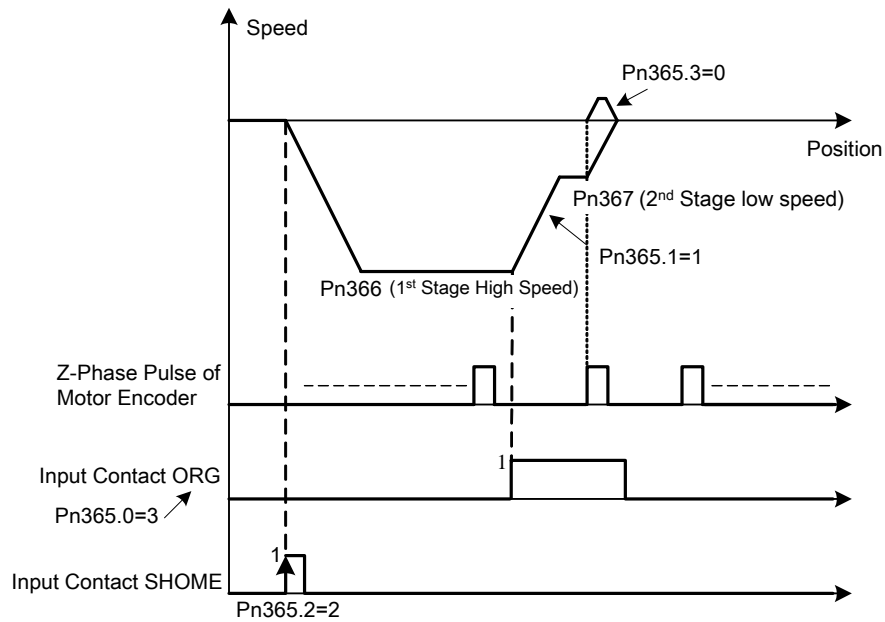 Speed
Pn365.3=0
Position
Pn367 (2nd Stage low speed)
Pn365.1=1
Pn366 (1st Stage High Speed)
Z-Phase Pulse of
Motor Encoder
1
Input Contact ORG
Pn365.0=3
1
Input Contact SHOME
Pn365.2=2